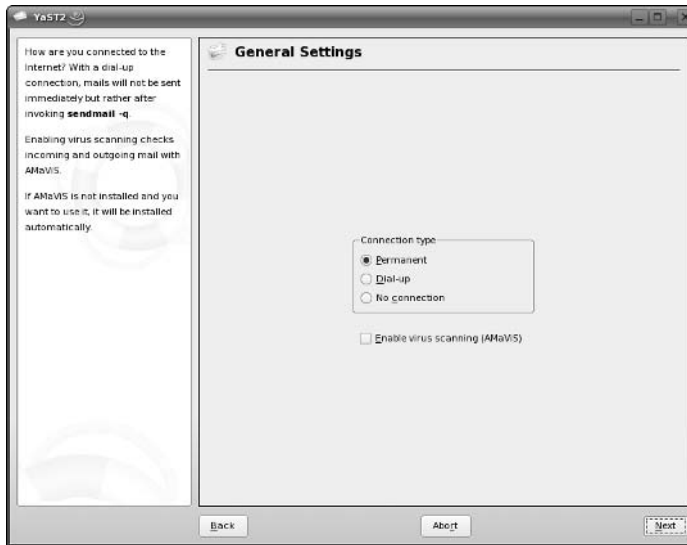 YaST2
How are you connected to the
Internet? With a dial-up
connection, mails will not be sent
immediately but rather after
invoking sendmail -q.
Enabling virus scanning checks
incoming and outgoing mail with
AMaViS.
If AMaViS is not installed and you
want to use it, it will be installed
automatically.
General Settings
Connection type
Permanent
Dial-up
No connection
Enable virus scanning (AMaViS)
Back
Abort
Next